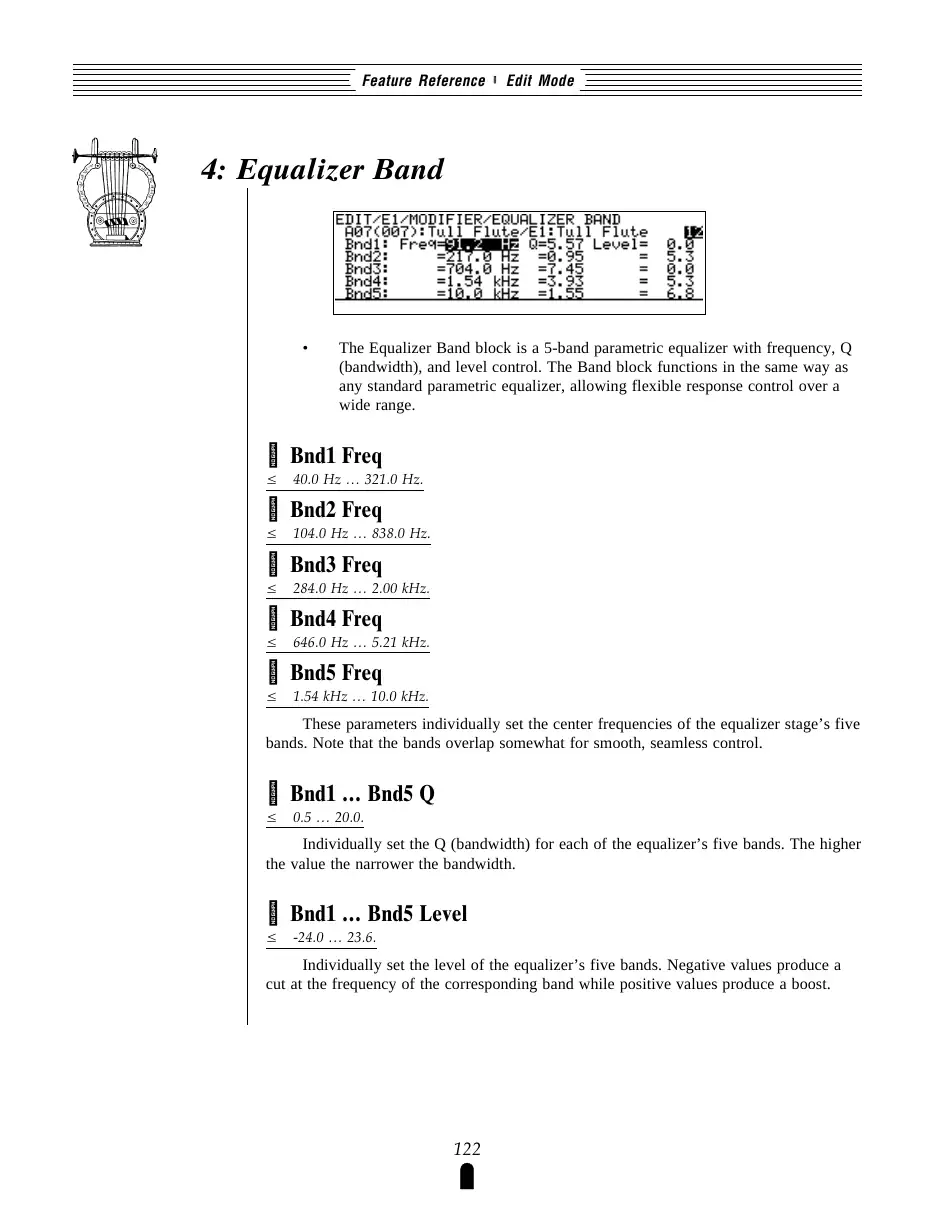 Feature Reference ı Edit Mode
4: Equalizer Band
EDIT/E1/MODIFIER/EQUALIZER BAND
A07(007):Tull Flute/E1:Tull Flute 12
Bnd1: Freq=91.2 Hz Q=5.57 Level= 0.0
Bnd2: =217.0 Hz =0.95 = 5.3
Bnd3: =704.0 Hz =7.45 = 0.0
Bnd4: =1.54 kHz =3.93 = 5.3
Bnd5: =10.0 kHz =1.55 = 6.8
• The Equalizer Band block is a 5-band parametric equalizer with frequency, Q
(bandwidth), and level control. The Band block functions in the same way as
any standard parametric equalizer, allowing flexible response control over a
wide range.
Bnd1 Freq
≤ 40.0 Hz … 321.0 Hz.
Bnd2 Freq
≤ 104.0 Hz … 838.0 Hz.
Bnd3 Freq
≤ 284.0 Hz … 2.00 kHz.
Bnd4 Freq
≤ 646.0 Hz … 5.21 kHz.
Bnd5 Freq
≤ 1.54 kHz … 10.0 kHz.
These parameters individually set the center frequencies of the equalizer stage’s five
bands. Note that the bands overlap somewhat for smooth, seamless control.
Bnd1 ... Bnd5 Q
≤ 0.5 … 20.0.
Individually set the Q (bandwidth) for each of the equalizer’s five bands. The higher
the value the narrower the bandwidth.
Bnd1 ... Bnd5 Level
≤ -24.0 … 23.6.
Individually set the level of the equalizer’s five bands. Negative values produce a
cut at the frequency of the corresponding band while positive values produce a boost.
122